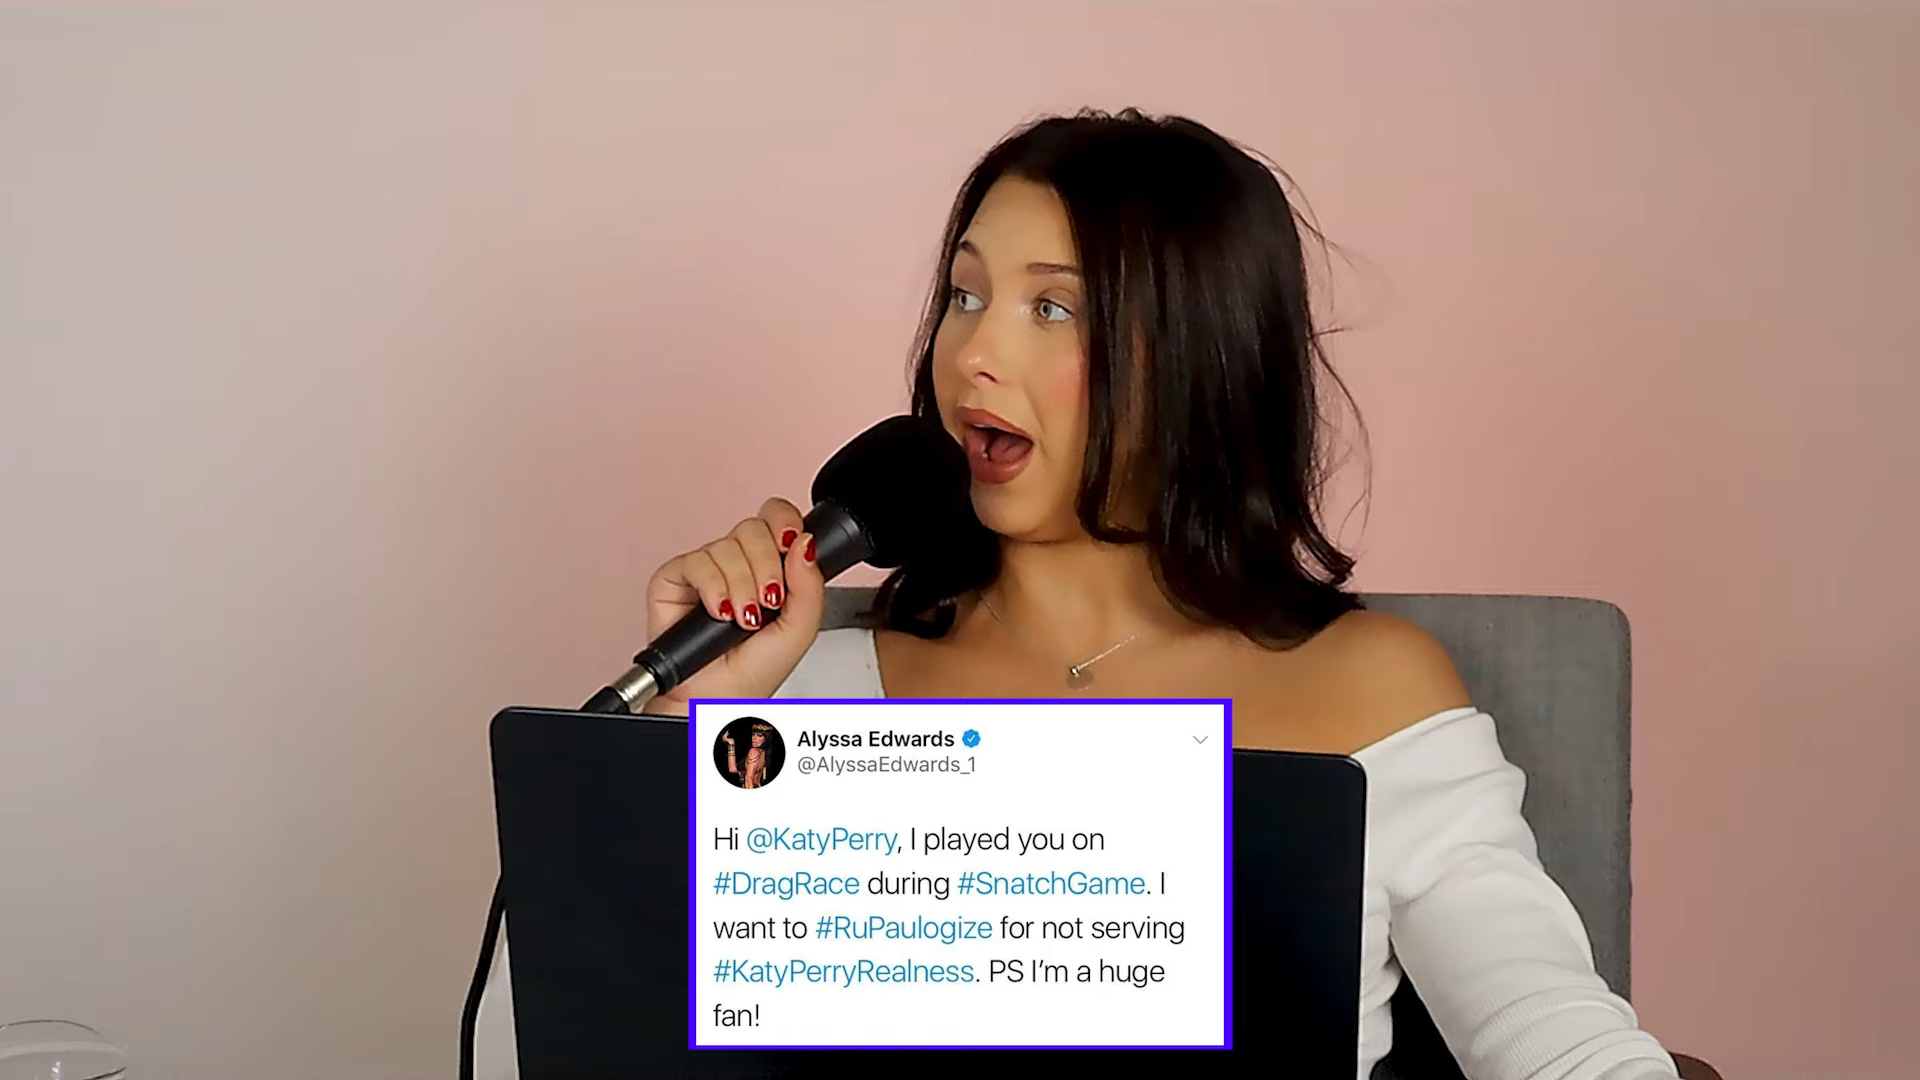 Alyssa Edwards
@AlyssaEdwards_1
Hi @KatyPerry, I played you on
#DragRace during #SnatchGame. I
want to #RuPaulogize for not serving
#KatyPerryRealness. PS I’m a huge
fan!